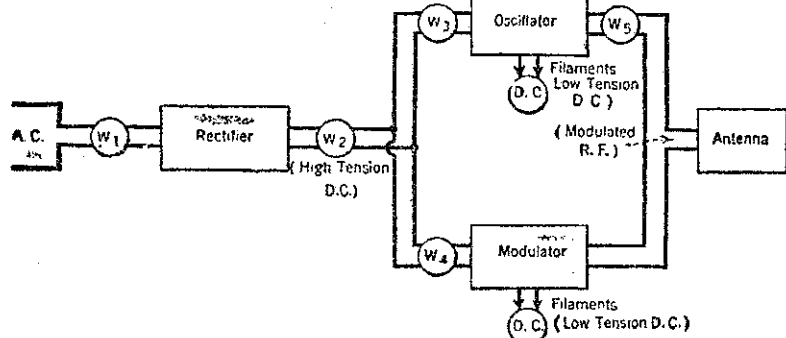 W3
Oscillator
W5
Filaments
Low Tension
D C )
D. C
A. C.
W1
Rectifier
W2
( High Tension
D.C.)
( Modulated
R. F. )
Antenna
W4
Modulator
Filaments
( Low Tension D.C.)
D. C.